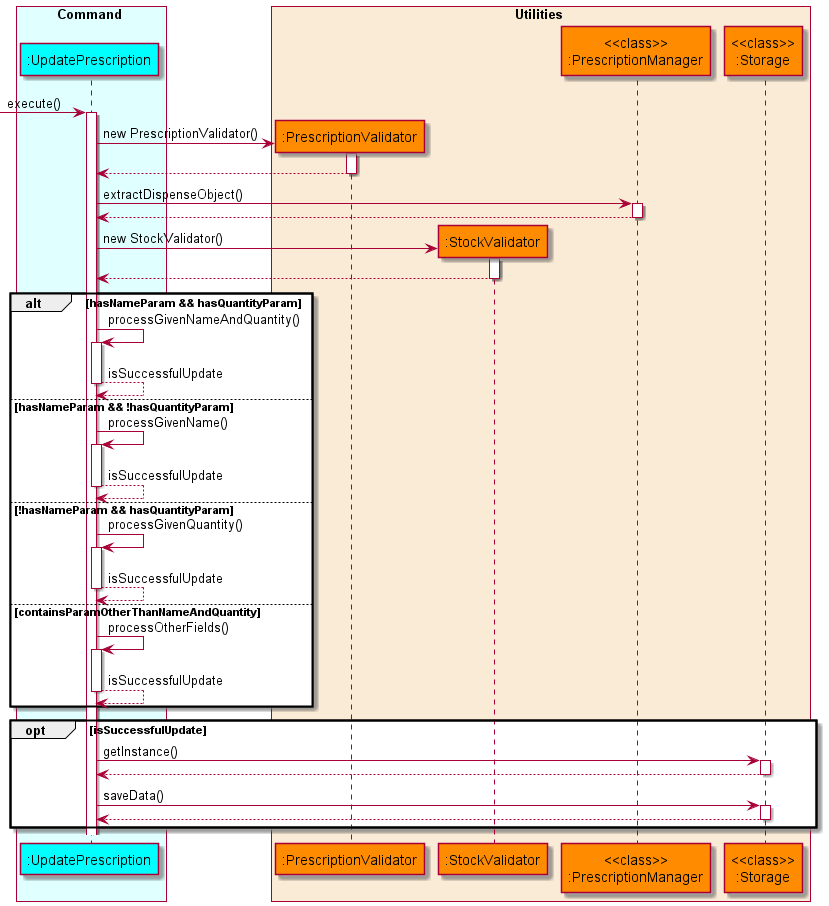 Command
Utilities
:UpdatePrescription
<<class>>
:PrescriptionManager
<<class>>
:Storage
execute()
new PrescriptionValidator()
:PrescriptionValidator
extractDispenseObject()
new StockValidator()
:StockValidator
alt
[hasNameParam && hasQuantityParam]
processGivenNameAndQuantity()
isSuccessfulUpdate
[hasNameParam && !hasQuantityParam]
processGivenName()
isSuccessfulUpdate
[!hasNameParam && hasQuantityParam]
processGivenQuantity()
isSuccessfulUpdate
[containsParamOtherThanNameAndQuantity]
processOtherFields()
isSuccessfulUpdate
opt
[isSuccessfulUpdate]
getInstance()
saveData()
:UpdatePrescription
:PrescriptionValidator
:StockValidator
<<class>>
:PrescriptionManager
<<class>>
:Storage